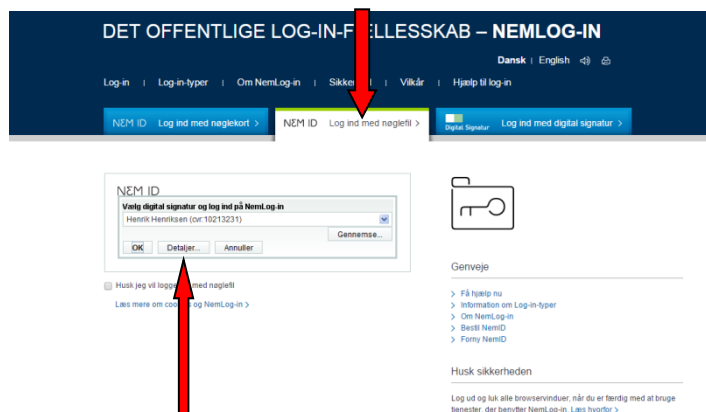 DET OFFENTLIGE LOG-IN-FÆLLESSKAB – NEMLOG-IN
Dansk | English
Log-in | Log-in-typer | Om NemLog-in | Vilkår | Hjælp til log-in
NEM ID Log ind med nøglekort >
NEM ID Log ind med nøglefil >
Digital Signatur Log ind med digital signatur >
NEM ID
Vælg digital signatur og log ind på NemLog-in
Henrik Henriksen (cvr:10213231)
Gennemse...
OK Detaljer... Annuller
Husk jeg vil logge med nøglefil
Læs mere om og NemLog-in >
Genveje
> Få hjælp nu
> Information om Log-in-typer
> Om NemLog-in
> Bestil NemID
> Forny NemID
Husk sikkerheden
Log ud og luk alle browservinduer, når du er færdig med at bruge
tjenester, der benytter NemLog-in. Læs hvorfor >